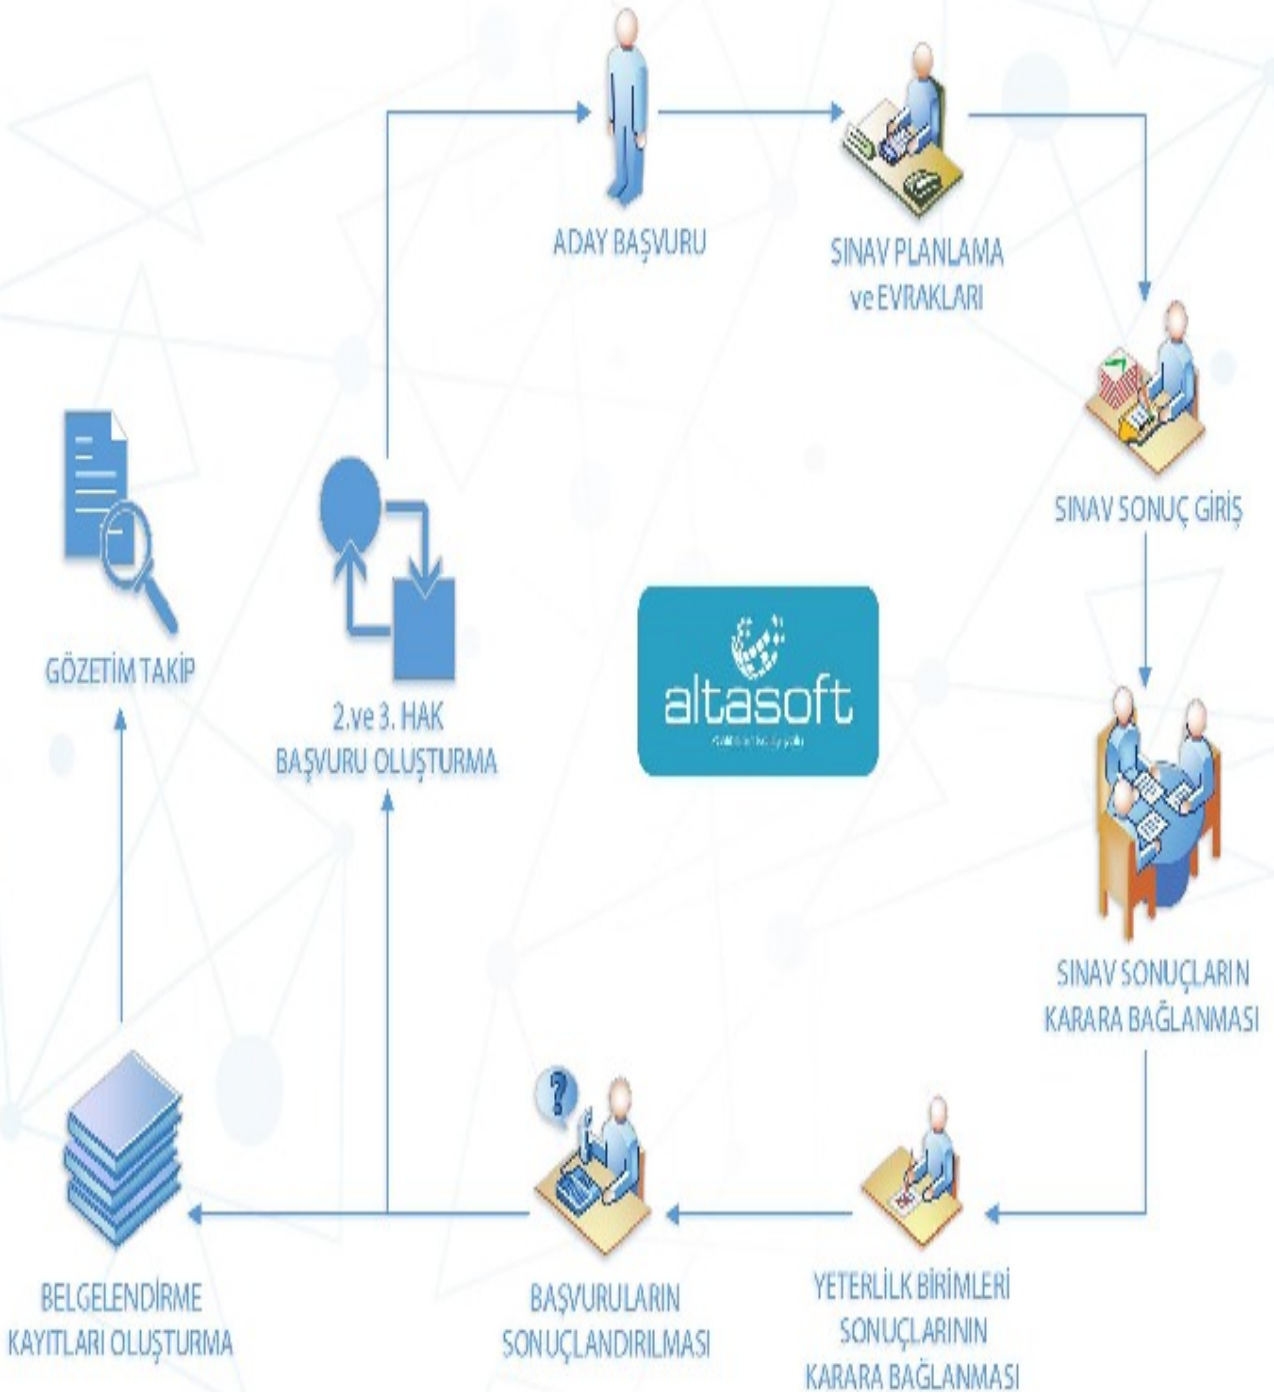 ADAY BAŞVURU
SINAV PLANLAMA
ve EVRAKLARI
SINAV SONUÇ GİRİŞ
GÖZETİM TAKİP
2.ve 3. HAK
BAŞVURU OLUŞTURMA
altasoft
SINAV SONUÇLARIN
KARARA BAĞLANMASI
BELGELENDİRME
KAYITLARI OLUŞTURMA
?
BAŞVURULARIN
SONUÇLANDIRILMASI
YETERLİLK BİRİMLERİ
SONUÇLARININ
KARARA BAĞLANMASI